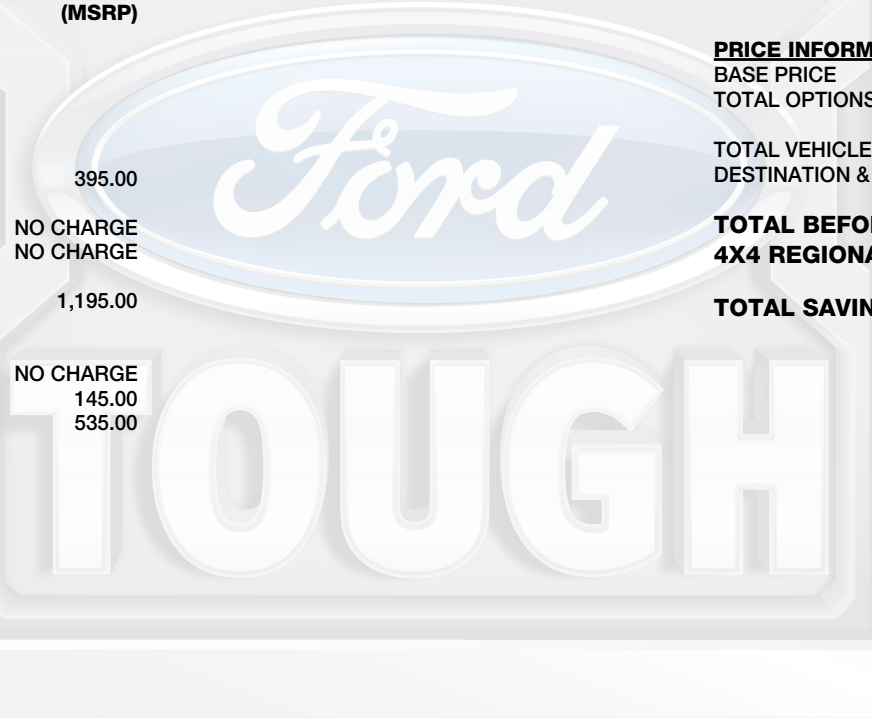 (MSRP)
395.00
NO CHARGE
NO CHARGE
1,195.00
NO CHARGE
145.00
535.00
PRICE INFORM
BASE PRICE
TOTAL OPTIONS
TOTAL VEHICLE
DESTINATION &
TOTAL BEFO
4X4 REGIONA
TOTAL SAVIN
Ford
TOUGH